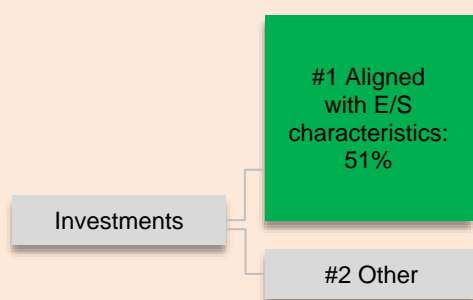 #1 Aligned
with E/S
characteristics:
51%
Investments
#2 Other